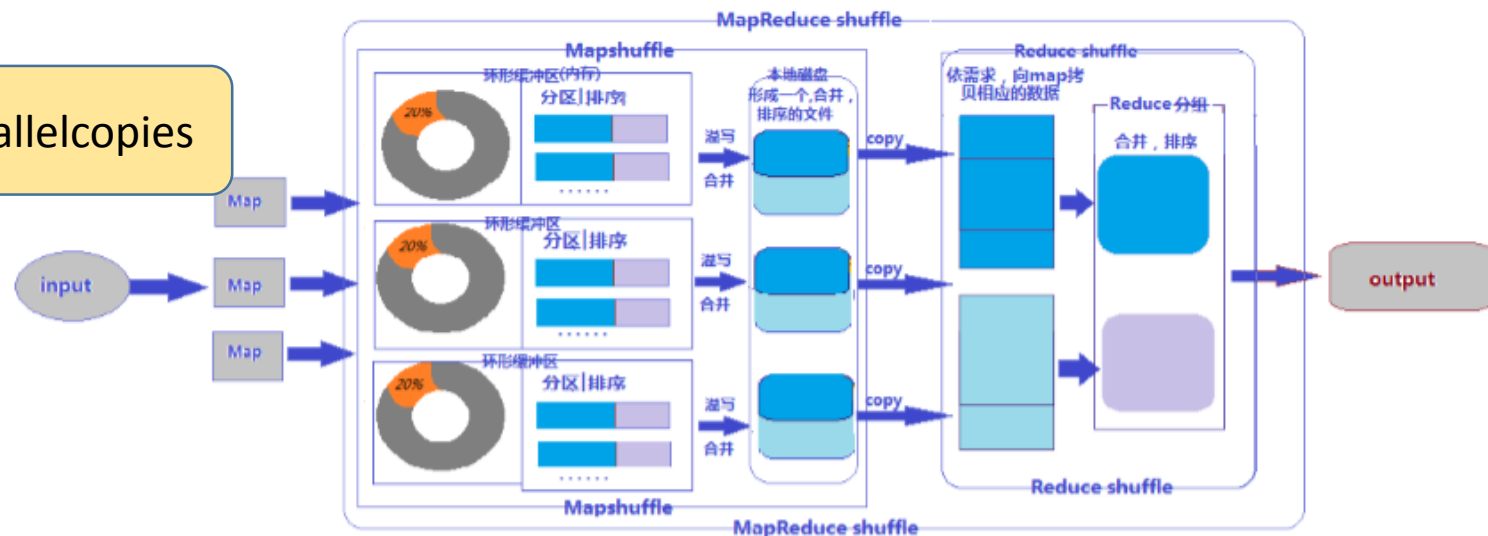 MapReduce shuffle
Mapshuffle
Reduce shuffle
allelcopies
环形缓冲区(内存)
20%
分区|排序
······
溢写
合并
本地磁盘
形成一个,合并，
排序的文件
copy
依需求，向map拷
贝相应的数据
Reduce分组
合并，排序
Map
环形缓冲区
20%
分区|排序
······
溢写
合并
copy
input
Map
output
Map
环形缓冲区
20%
分区|排序
······
溢写
合并
copy
Mapshuffle
Reduce shuffle
MapReduce shuffle